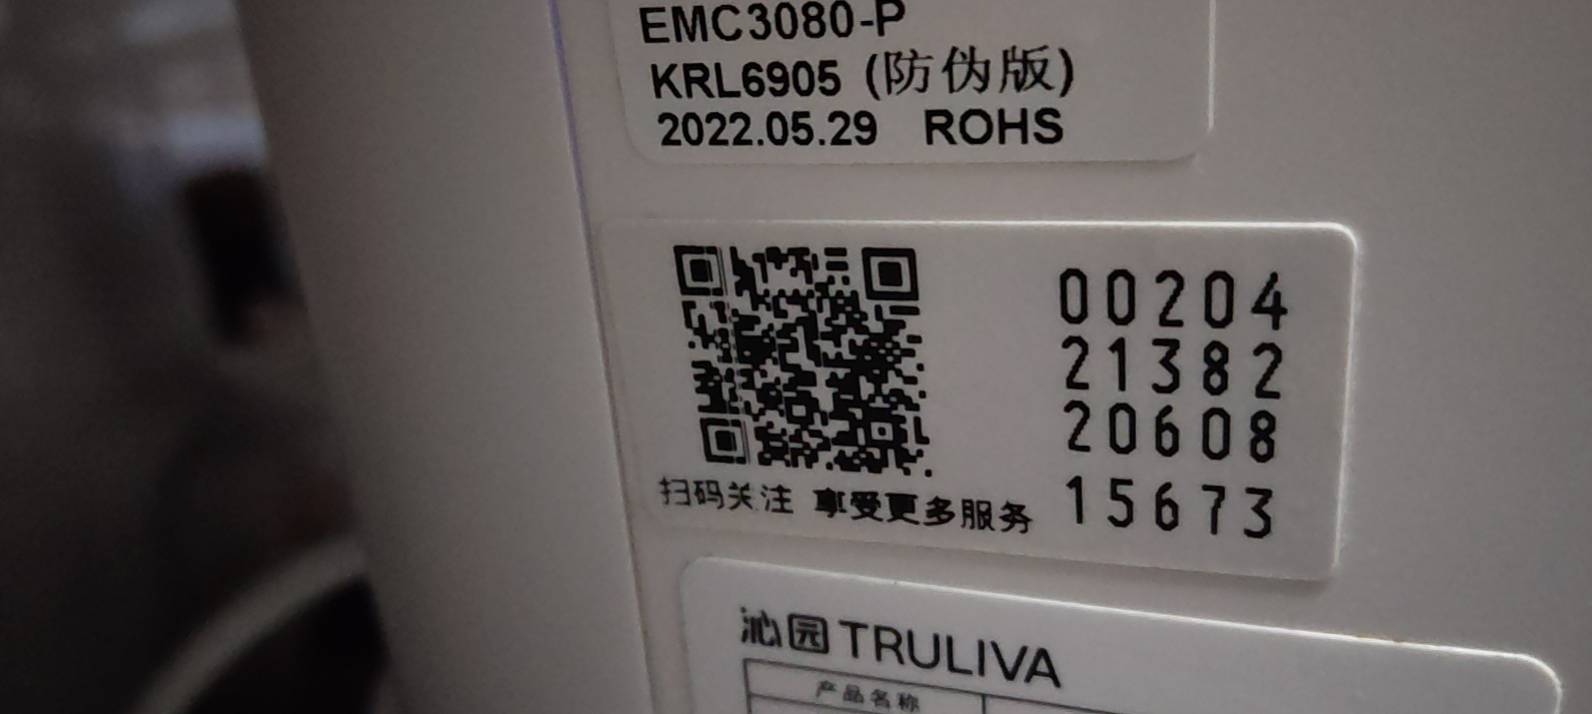 EMC3080-P
KRL6905 (防伪版)
2022.05.29 ROHS
00204
21382
20608
15673
扫码关注 享受更多服务
沁园 TRULIVA
产品名称